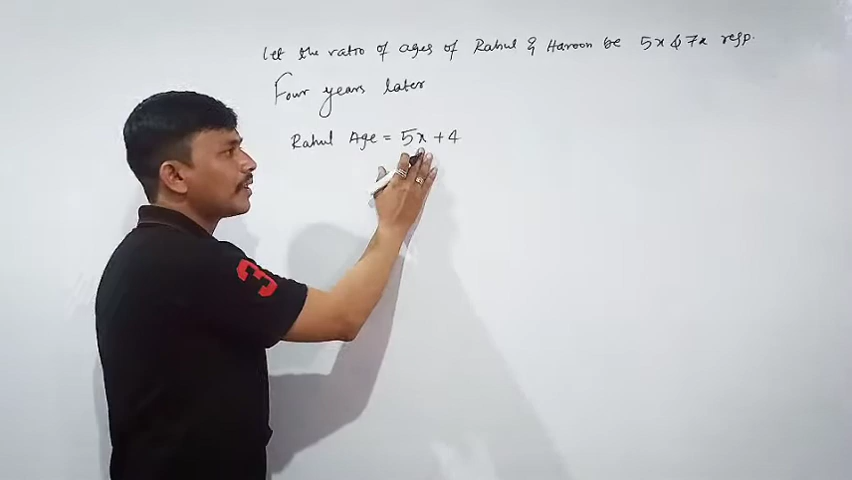 Let the ratio of ages of Rahul & Haroon be 5x & 7x resp.
Four years later
Rahul Age = 5x + 4
3